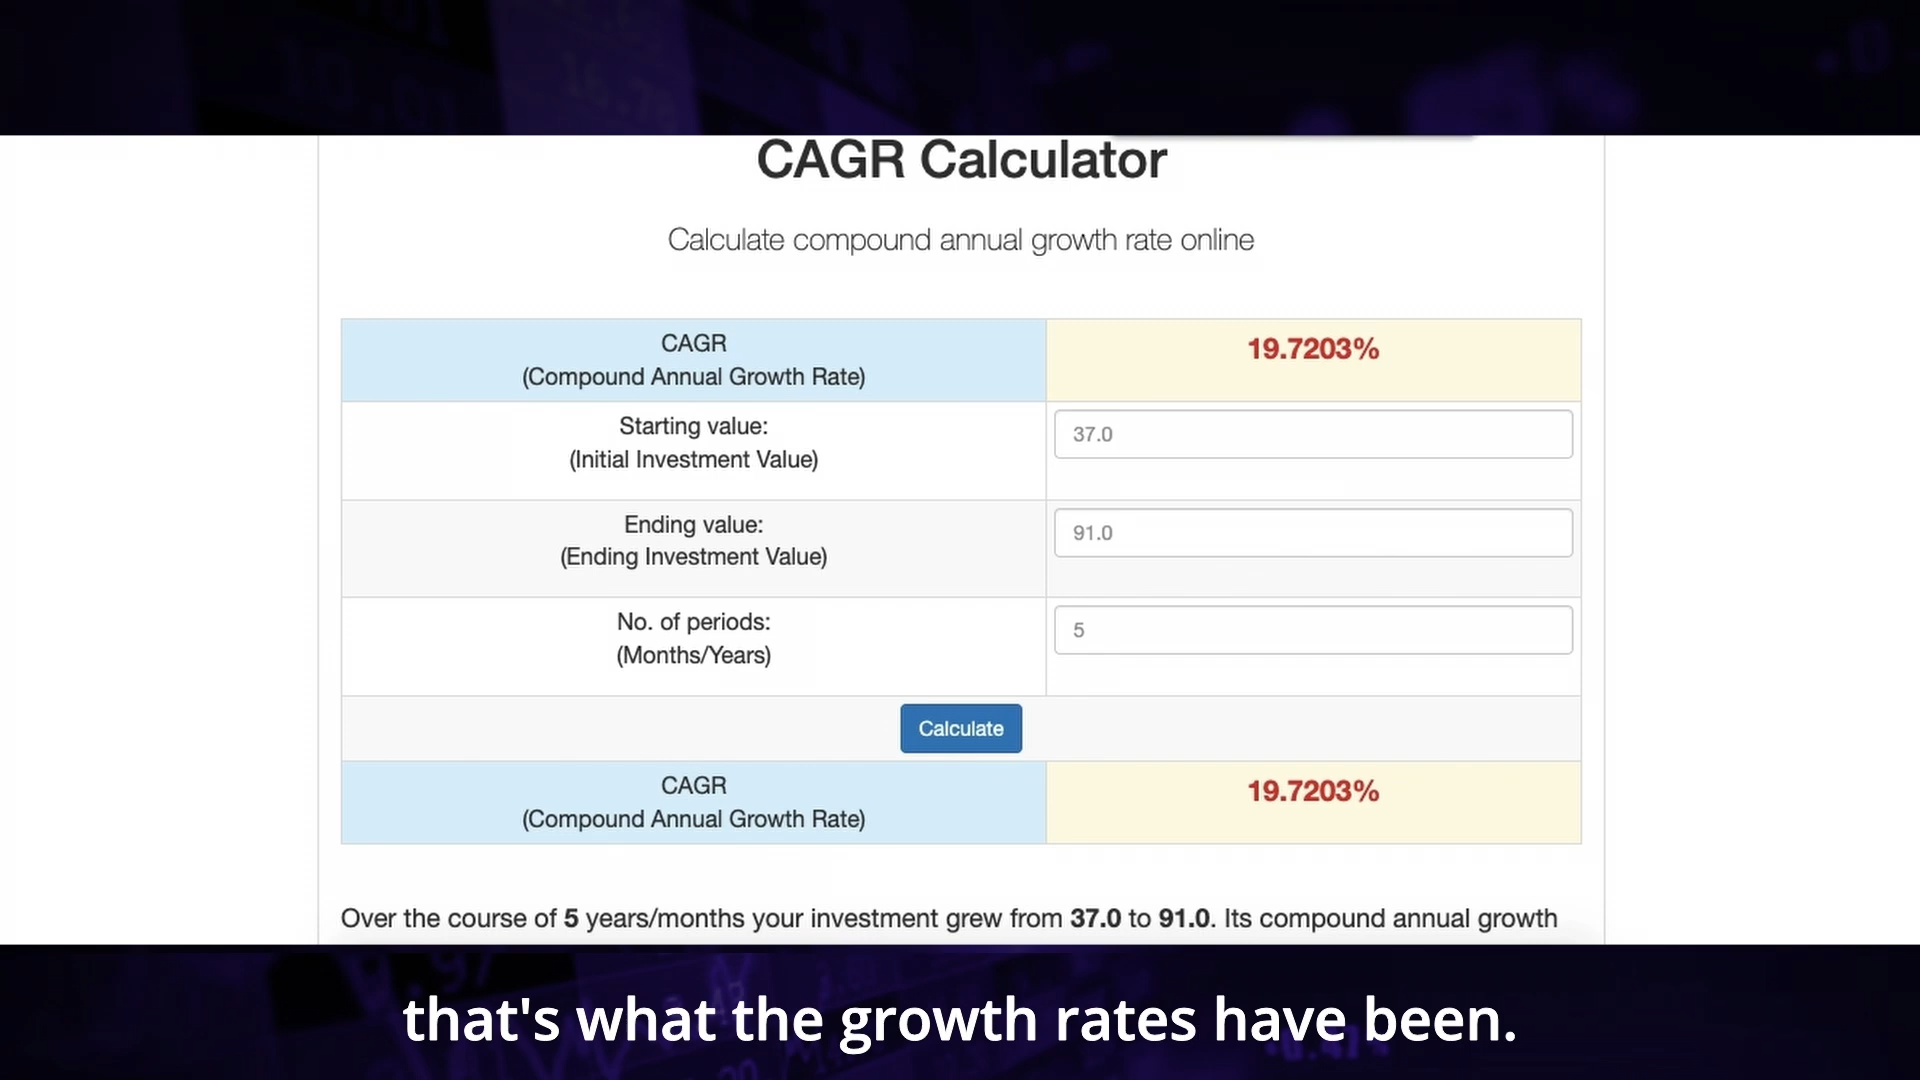 CAGR Calculator
Calculate compound annual growth rate online
CAGR
(Compound Annual Growth Rate)
19.7203%
Starting value:
(Initial Investment Value)
37.0
Ending value:
(Ending Investment Value)
91.0
No. of periods:
(Months/Years)
5
Calculate
CAGR
(Compound Annual Growth Rate)
19.7203%
Over the course of 5 years/months your investment grew from 37.0 to 91.0. Its compound annual growth
that's what the growth rates have been.